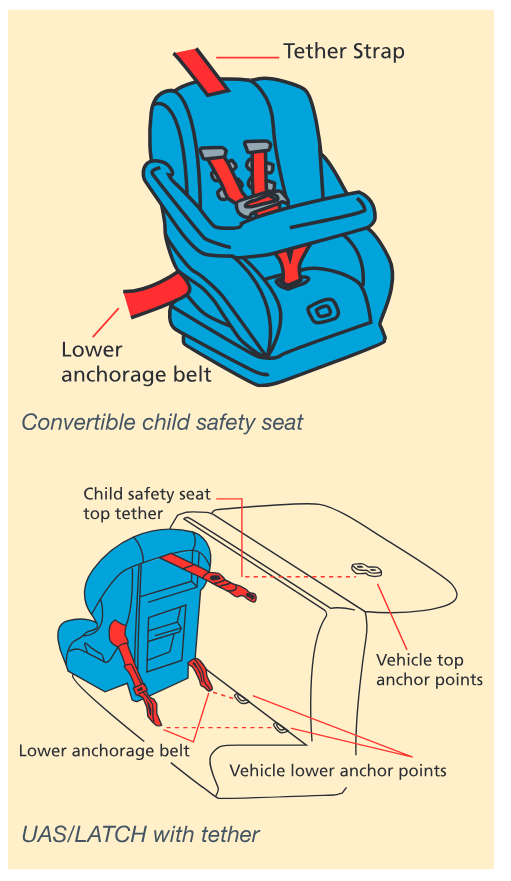 Tether Strap
Lower
anchorage belt
Convertible child safety seat
Child safety seat
top tether
Vehicle top
anchor points
Lower anchorage belt
Vehicle lower anchor points
UAS/LATCH with tether